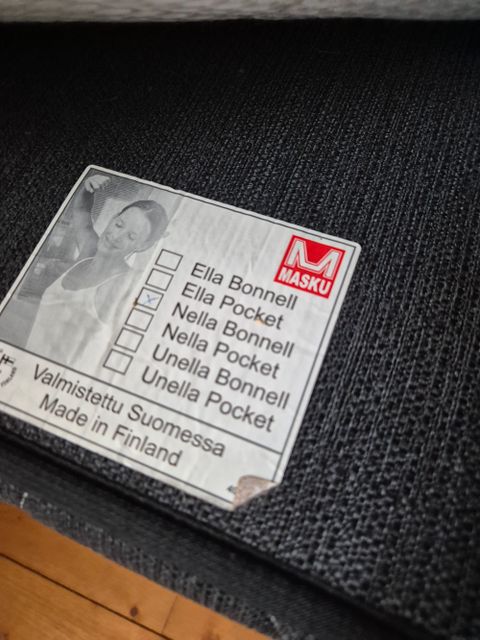 M
MASKU
Ella Bonnell
Ella Pocket
Nella Bonnell
Nella Pocket
Unella Bonnell
Unella Pocket
Valmistettu Suomessa
Made in Finland